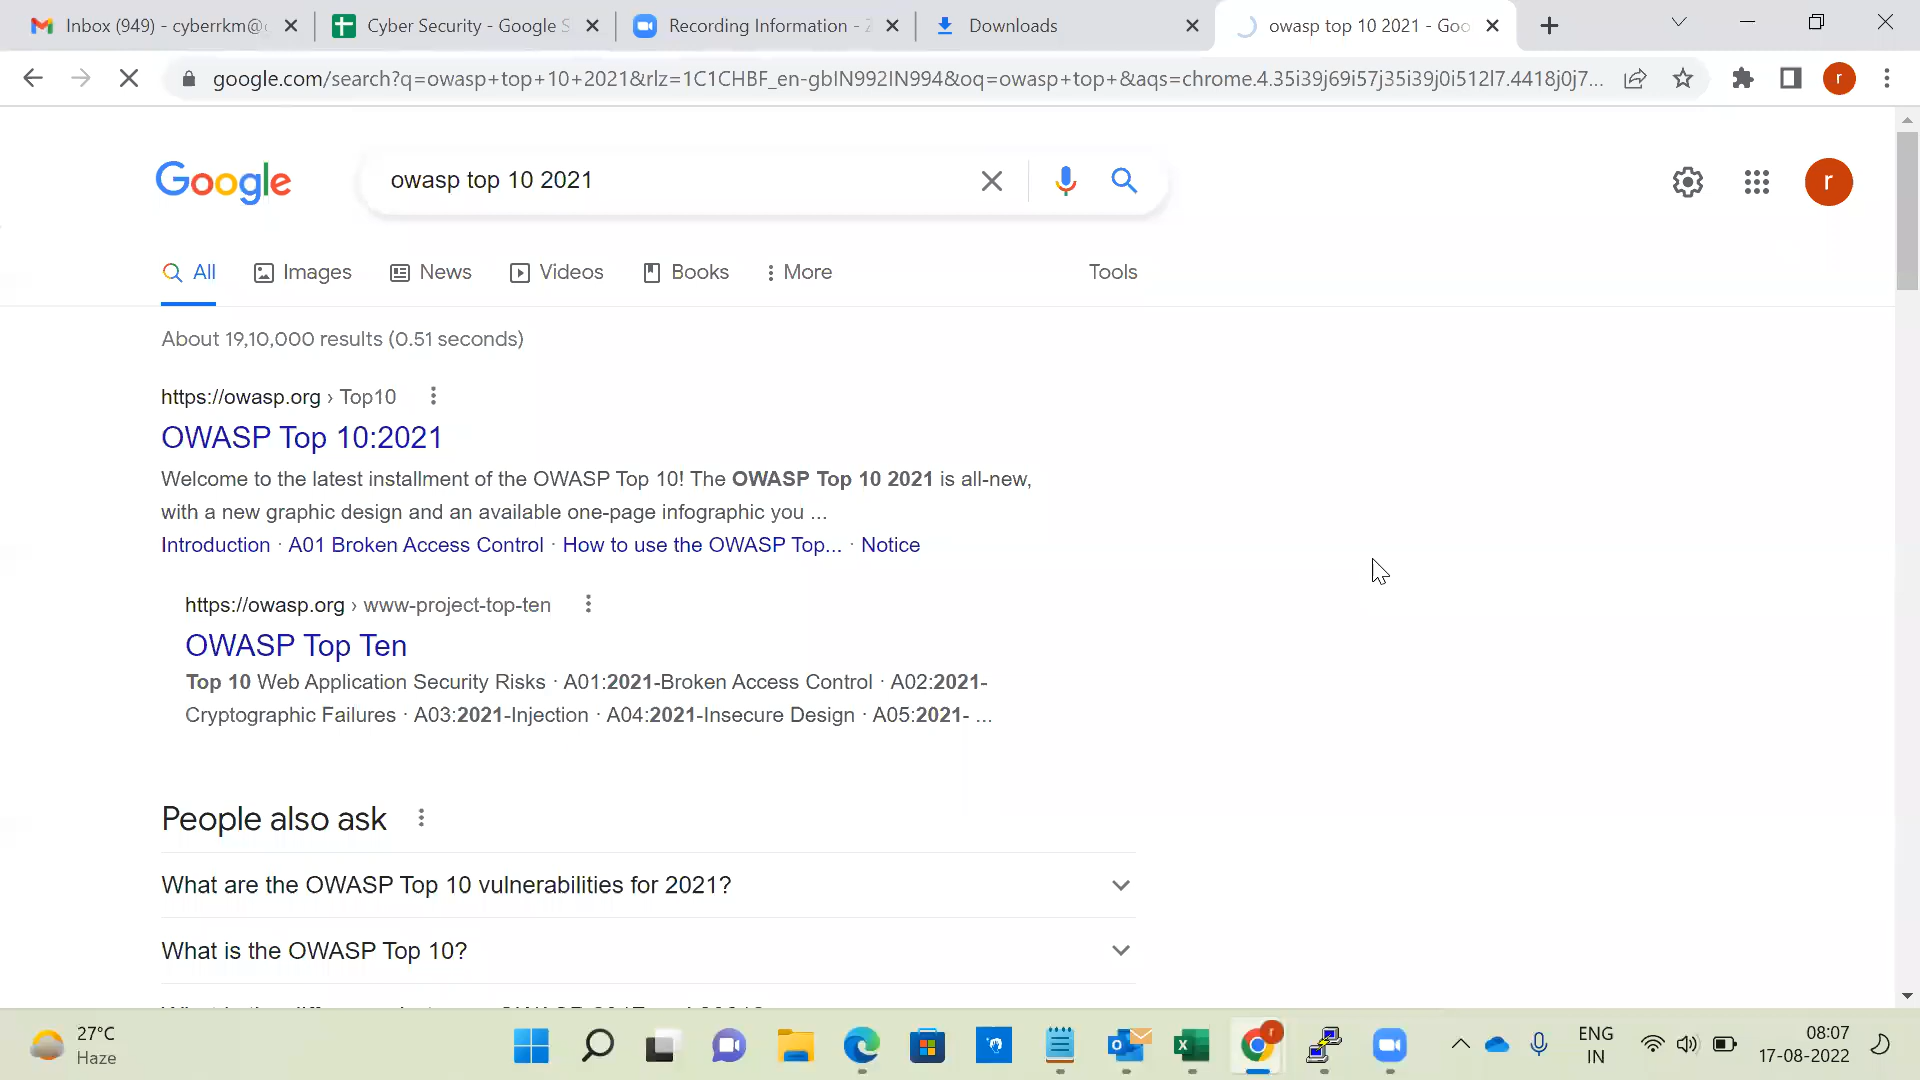 Inbox (949) - cyberrkm@
Cyber Security - Google S
Recording Information -
Downloads
owasp top 10 2021 - Goo
google.com/search?q=owasp+top+10+2021&rlz=1C1CHBF_en-gbIN992IN994&oq=owasp+top+&aqs=chrome.4.35i39j69i57j35i39j0i512l7.4418j0j7...
r
Google
owasp top 10 2021
r
All
Images
News
Videos
Books
More
Tools
About 19,10,000 results (0.51 seconds)
https://owasp.org › Top10
OWASP Top 10:2021
Welcome to the latest installment of the OWASP Top 10! The OWASP Top 10 2021 is all-new,
with a new graphic design and an available one-page infographic you ...
Introduction · A01 Broken Access Control · How to use the OWASP Top... · Notice
https://owasp.org › www-project-top-ten
OWASP Top Ten
Top 10 Web Application Security Risks · A01:2021-Broken Access Control · A02:2021-
Cryptographic Failures · A03:2021-Injection · A04:2021-Insecure Design · A05:2021- ...
People also ask
What are the OWASP Top 10 vulnerabilities for 2021?
What is the OWASP Top 10?
27°C
Haze
r
ENG
IN
08:07
17-08-2022